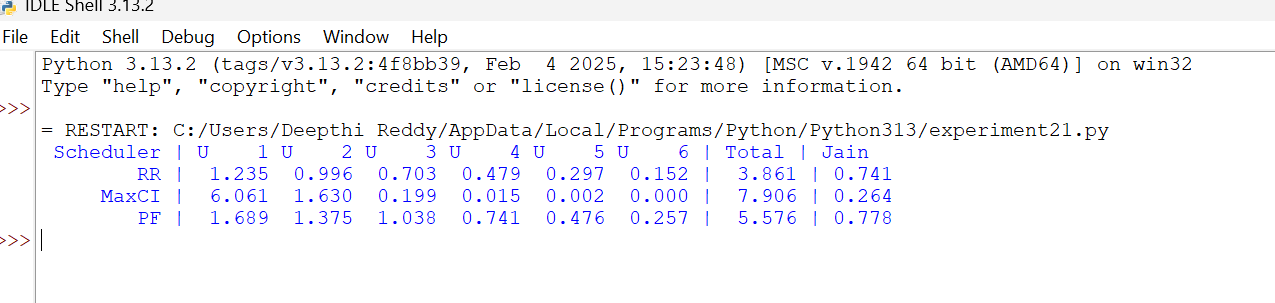 IDLE Shell 3.13.2
File Edit Shell Debug Options Window Help
Python 3.13.2 (tags/v3.13.2:4f8bb39, Feb  4 2025, 15:23:48) [MSC v.1942 64 bit (AMD64)] on win32
Type "help", "copyright", "credits" or "license()" for more information.
>>>
= RESTART: C:/Users/Deepthi Reddy/AppData/Local/Programs/Python/Python313/experiment21.py
 Scheduler | U    1 U    2 U    3 U    4 U    5 U    6 | Total | Jain
        RR |  1.235  0.996  0.703  0.479  0.297  0.152 |  3.861 | 0.741
     MaxCI |  6.061  1.630  0.199  0.015  0.002  0.000 |  7.906 | 0.264
        PF |  1.689  1.375  1.038  0.741  0.476  0.257 |  5.576 | 0.778
>>>